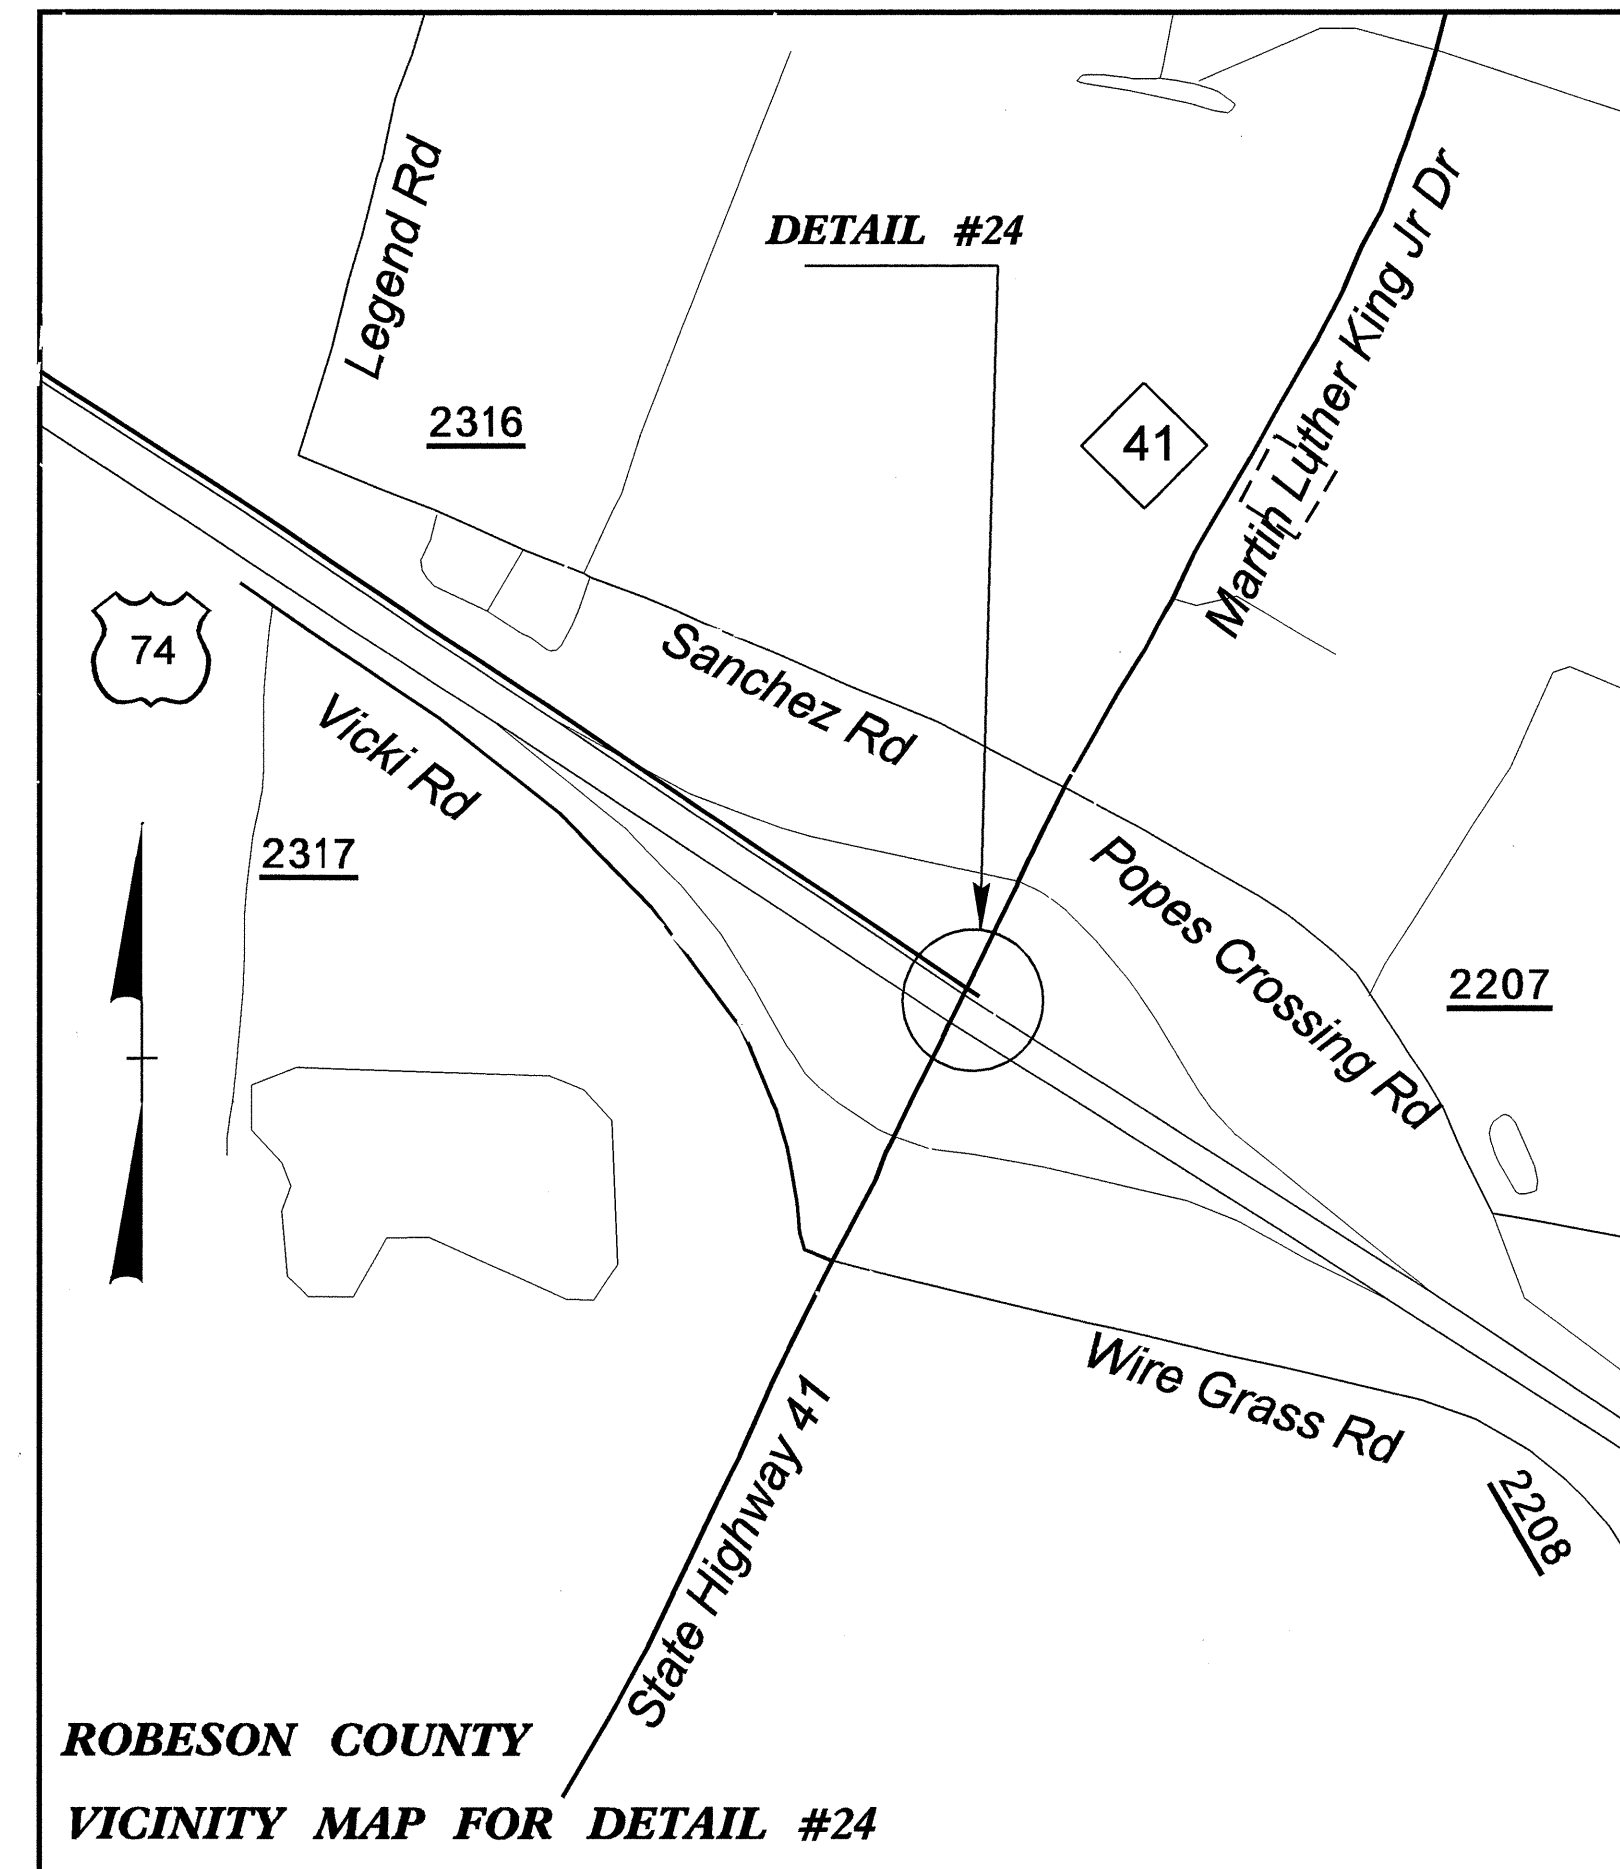 Legend Rd
DETAIL #24
Martin Luther King Jr Dr
2316
41
74
Sanchez Rd
Vicki Rd
2317
Popes Crossing Rd
2207
Wire Grass Rd
State Highway 41
2208
ROBESON COUNTY
VICINITY MAP FOR DETAIL #24